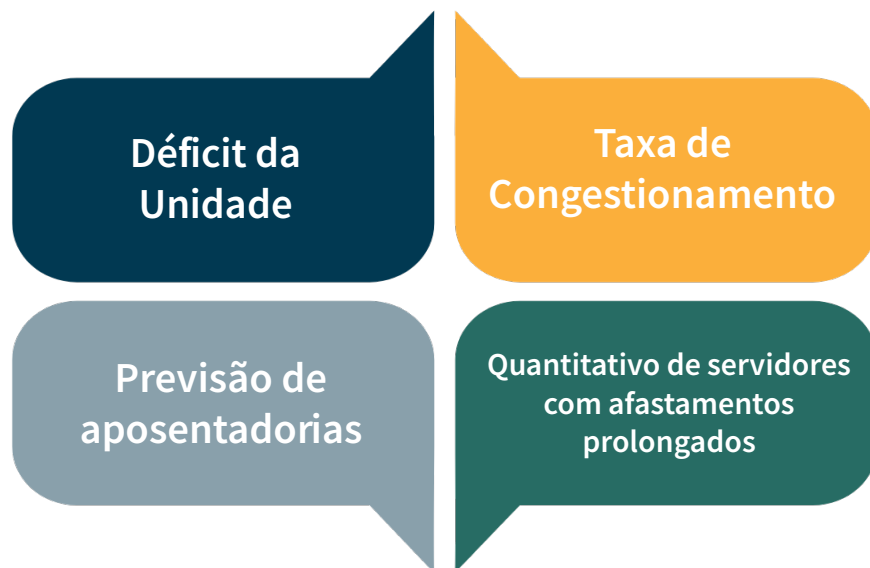 Déficit da
Unidade
Taxa de
Congestionamento
Previsão de
aposentadorias
Quantitativo de servidores
com afastamentos
prolongados